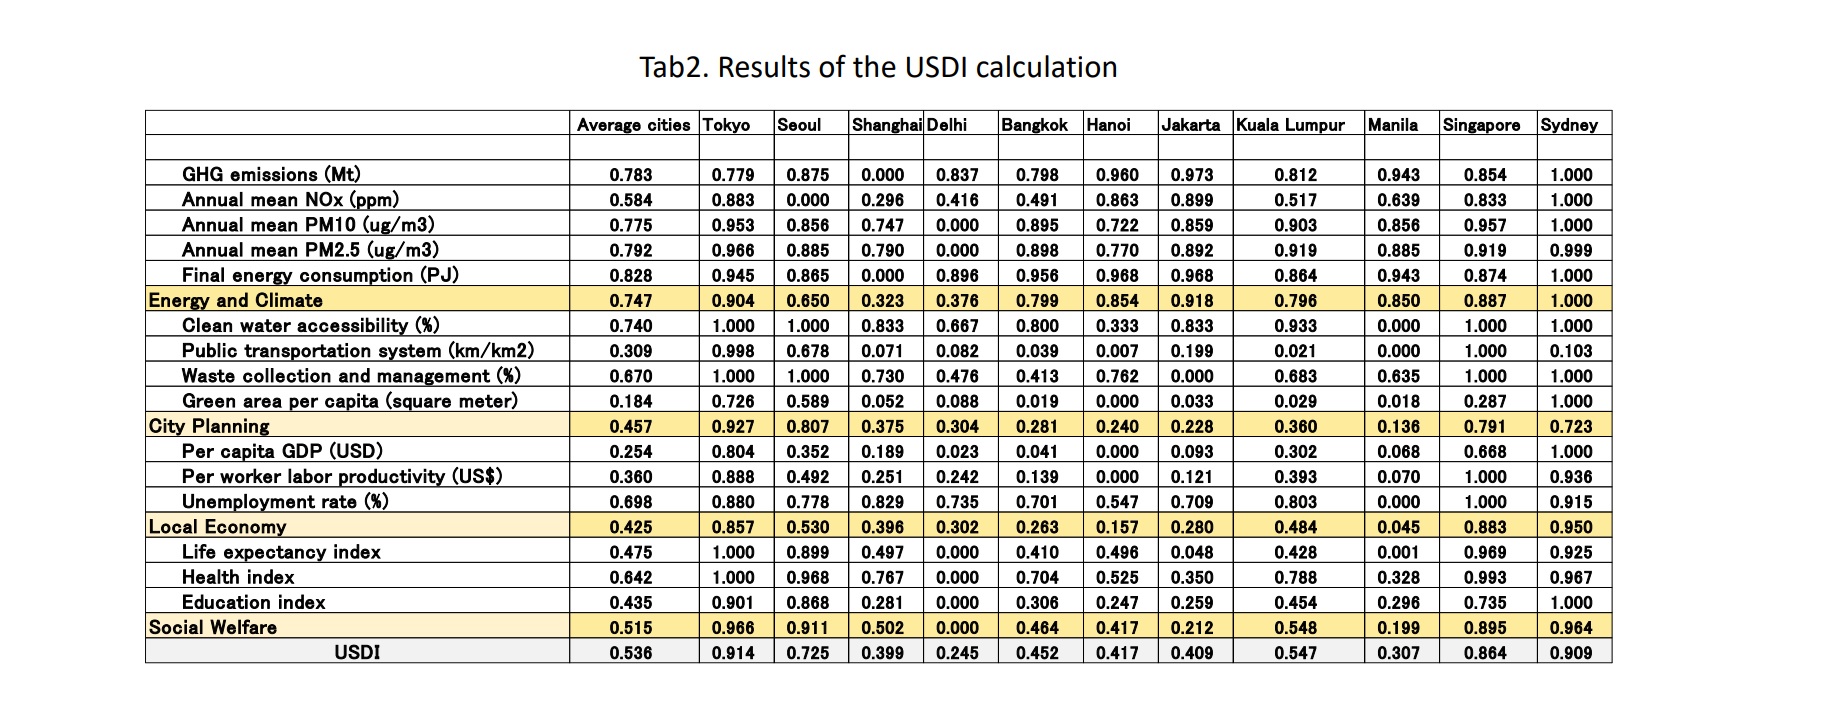 Tab2. Results of the USDI calculation
Average cities Tokyo Seoul Shanghai Delhi Bangkok Hanoi Jakarta Kuala Lumpur Manila Singapore Sydney
GHG emissions (Mt) 0.783 0.779 0.875 0.000 0.837 0.798 0.960 0.973 0.812 0.943 0.854 1.000
Annual mean NOx (ppm) 0.584 0.883 0.000 0.296 0.416 0.491 0.863 0.899 0.517 0.639 0.833 1.000
Annual mean PM10 (ug/m3) 0.775 0.953 0.856 0.747 0.000 0.895 0.722 0.859 0.903 0.856 0.957 1.000
Annual mean PM2.5 (ug/m3) 0.792 0.966 0.885 0.790 0.000 0.898 0.770 0.892 0.919 0.885 0.919 0.999
Final energy consumption (PJ) 0.828 0.945 0.865 0.000 0.896 0.956 0.968 0.968 0.864 0.943 0.874 1.000
Energy and Climate 0.747 0.904 0.650 0.323 0.376 0.799 0.854 0.918 0.796 0.850 0.887 1.000
Clean water accessibility (%) 0.740 1.000 1.000 0.833 0.667 0.800 0.333 0.833 0.933 0.000 1.000 1.000
Public transportation system (km/km2) 0.309 0.998 0.678 0.071 0.082 0.039 0.007 0.199 0.021 0.000 1.000 0.103
Waste collection and management (%) 0.670 1.000 1.000 0.730 0.476 0.413 0.762 0.000 0.683 0.635 1.000 1.000
Green area per capita (square meter) 0.184 0.726 0.589 0.052 0.088 0.019 0.000 0.033 0.029 0.018 0.287 1.000
City Planning 0.457 0.927 0.807 0.375 0.304 0.281 0.240 0.228 0.360 0.136 0.791 0.723
Per capita GDP (USD) 0.254 0.804 0.352 0.189 0.023 0.041 0.000 0.093 0.302 0.068 0.668 1.000
Per worker labor productivity (US$) 0.360 0.888 0.492 0.251 0.242 0.139 0.000 0.121 0.393 0.070 1.000 0.936
Unemployment rate (%) 0.698 0.880 0.778 0.829 0.735 0.701 0.547 0.709 0.803 0.000 1.000 0.915
Local Economy 0.425 0.857 0.530 0.396 0.302 0.263 0.157 0.280 0.484 0.045 0.883 0.950
Life expectancy index 0.475 1.000 0.899 0.497 0.000 0.410 0.496 0.048 0.428 0.001 0.969 0.925
Health index 0.642 1.000 0.968 0.767 0.000 0.704 0.525 0.350 0.788 0.328 0.993 0.967
Education index 0.435 0.901 0.868 0.281 0.000 0.306 0.247 0.259 0.454 0.296 0.735 1.000
Social Welfare 0.515 0.966 0.911 0.502 0.000 0.464 0.417 0.212 0.548 0.199 0.895 0.964
USDI 0.536 0.914 0.725 0.399 0.245 0.452 0.417 0.409 0.547 0.307 0.864 0.909